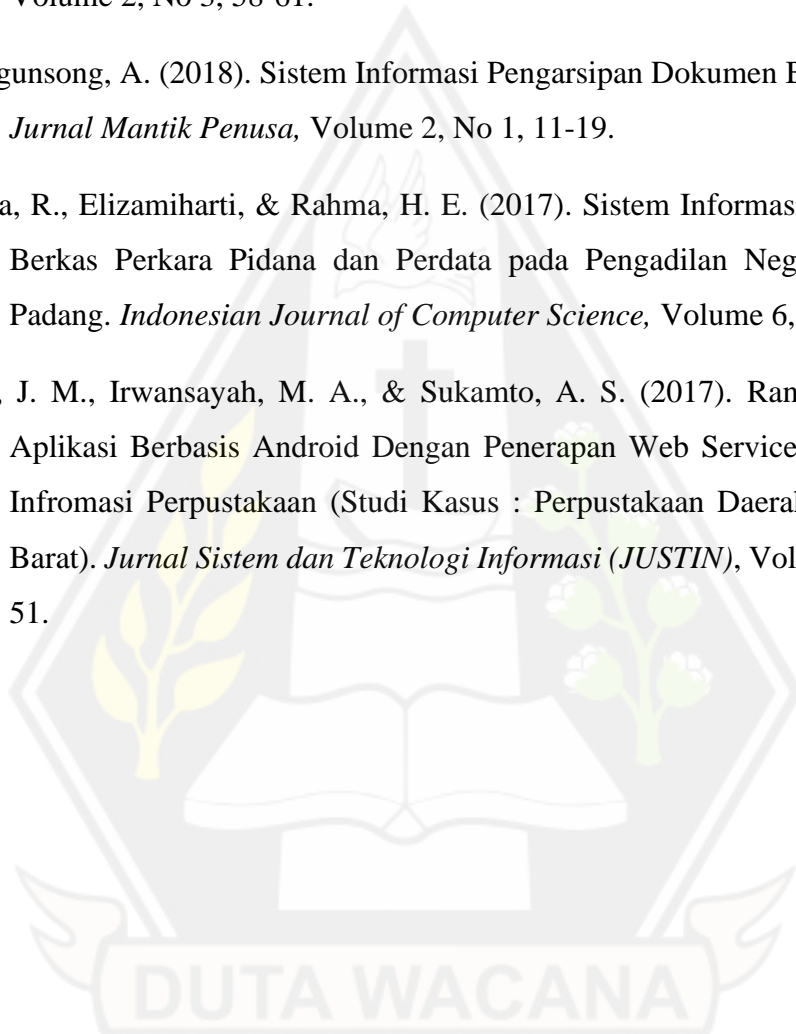 Volume 2, No 3, 58-61.
gunsong, A. (2018). Sistem Informasi Pengarsipan Dokumen
Jurnal Mantik Penusa, Volume 2, No 1, 11-19.
a, R., Elizamiharti, & Rahma, H. E. (2017). Sistem Informas
Berkas Perkara Pidana dan Perdata pada Pengadilan Neg
Padang. Indonesian Journal of Computer Science, Volume 6,
, J. M., Irwansayah, M. A., & Sukamto, A. S. (2017). Ran
Aplikasi Berbasis Android Dengan Penerapan Web Service
Infromasi Perpustakaan (Studi Kasus : Perpustakaan Daera
Barat). Jurnal Sistem dan Teknologi Informasi (JUSTIN), Vol
51.
DUTA WACANA